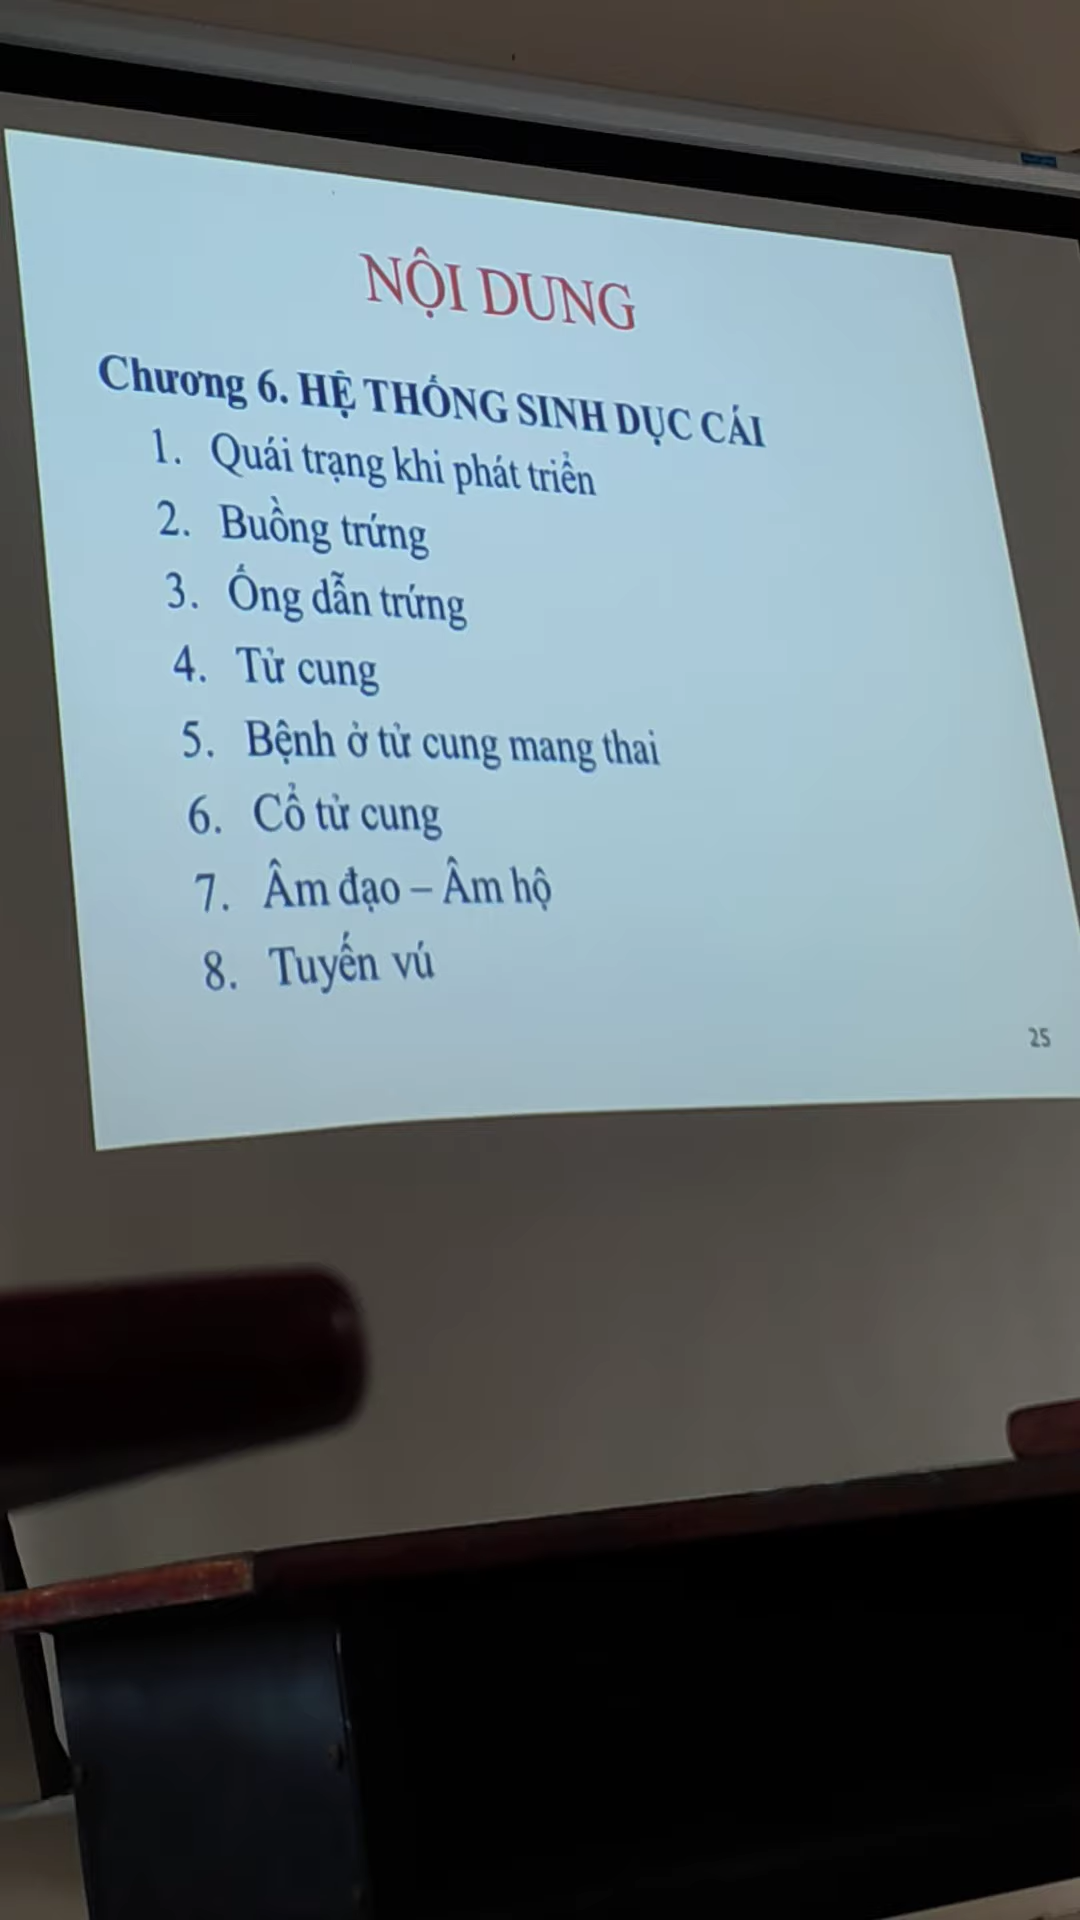 NỘI DUNG
Chương 6. HỆ THỐNG SINH DỤC CÁI
1. Quái trạng khi phát triển
2. Buồng trứng
3. Ống dẫn trứng
4. Tử cung
5. Bệnh ở tử cung mang thai
6. Cổ tử cung
7. Âm đạo – Âm hộ
8. Tuyến vú
25